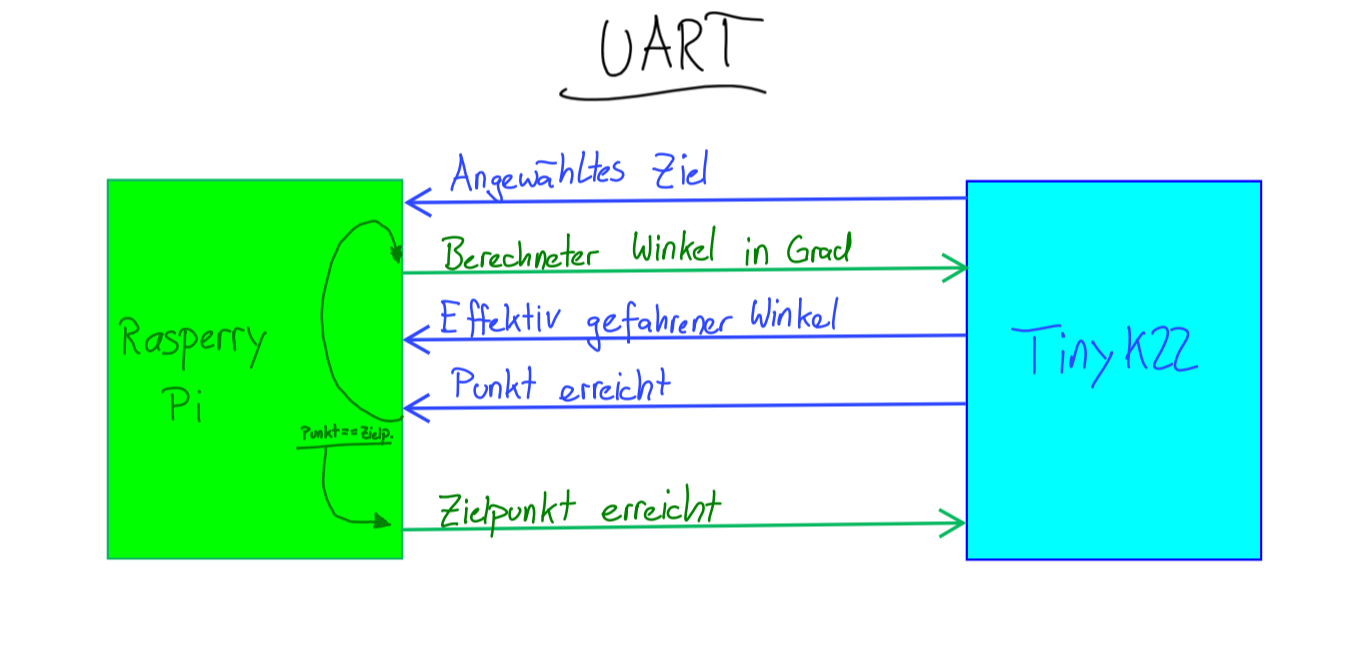 UART
Angewähltes Ziel
Berechneter Winkel in Grad
Effektiv gefahrener Winkel
Rasperry
Pi
TinyK22
Punkt erreicht
Punkt==Zielp.
Zielpunkt erreicht